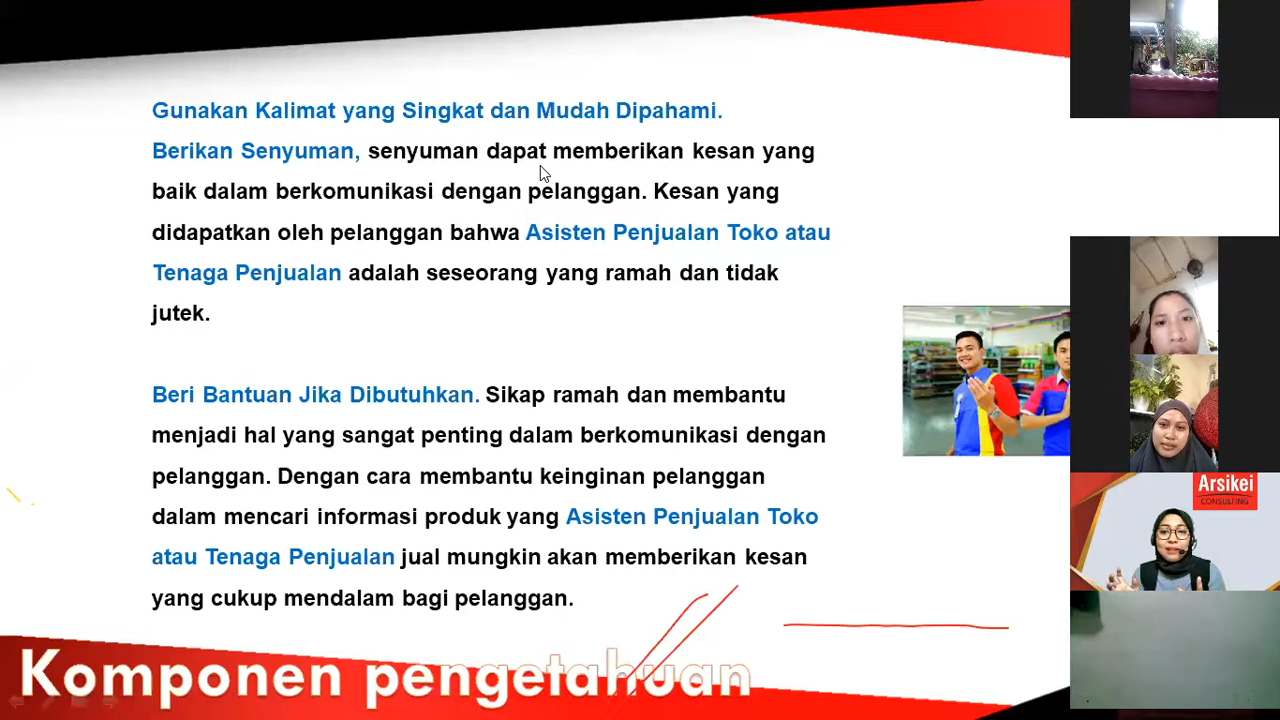 Gunakan Kalimat yang Singkat dan Mudah Dipahami.
Berikan Senyuman, senyuman dapat memberikan kesan yang
baik dalam berkomunikasi dengan pelanggan. Kesan yang
didapatkan oleh pelanggan bahwa Asisten Penjualan Toko atau
Tenaga Penjualan adalah seseorang yang ramah dan tidak
jutek.
Beri Bantuan Jika Dibutuhkan. Sikap ramah dan membantu
menjadi hal yang sangat penting dalam berkomunikasi dengan
pelanggan. Dengan cara membantu keinginan pelanggan
dalam mencari informasi produk yang Asisten Penjualan Toko
atau Tenaga Penjualan jual mungkin akan memberikan kesan
yang cukup mendalam bagi pelanggan.
Komponen pengetahuan
Arsikei
CONSULTING